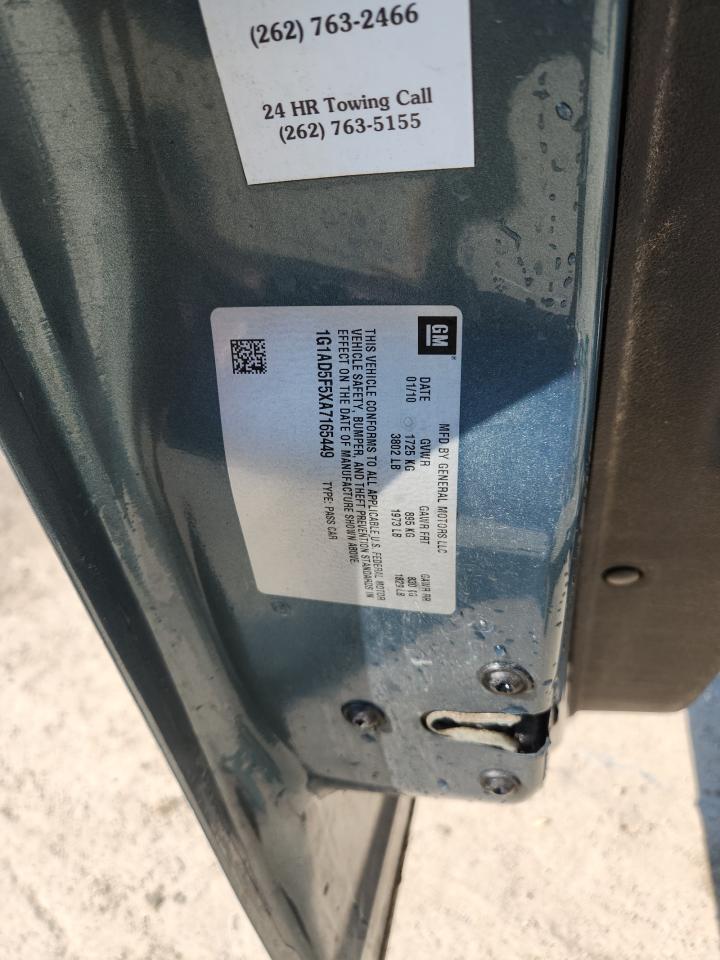 (262) 763-2466
24 HR Towing Call
(262) 763-5155
GM
MFD BY GENERAL MOTORS LLC
DATE GVWR GAWR FRT GAWR RR
01/10 1725 KG 895 KG 830 KG
3802 LB 1973 LB 1829 LB
THIS VEHICLE CONFORMS TO ALL APPLICABLE U.S. FEDERAL MOTOR
VEHICLE SAFETY, BUMPER, AND THEFT PREVENTION STANDARDS IN
EFFECT ON THE DATE OF MANUFACTURE SHOWN ABOVE.
1G1AD5F5XA7165449 TYPE: PASS CAR